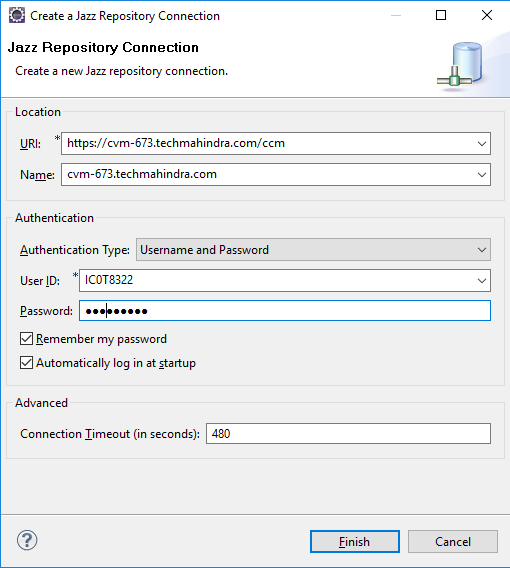 Create a Jazz Repository Connection
Jazz Repository Connection
Create a new Jazz repository connection.
Location
URI: * https://cvm-673.techmahindra.com/ccm
Name: cvm-673.techmahindra.com
Authentication
Authentication Type: Username and Password
User ID: * IC0T8322
Password: ●●●●●●●●●
Remember my password
Automatically log in at startup
Advanced
Connection Timeout (in seconds): 480
? Finish Cancel